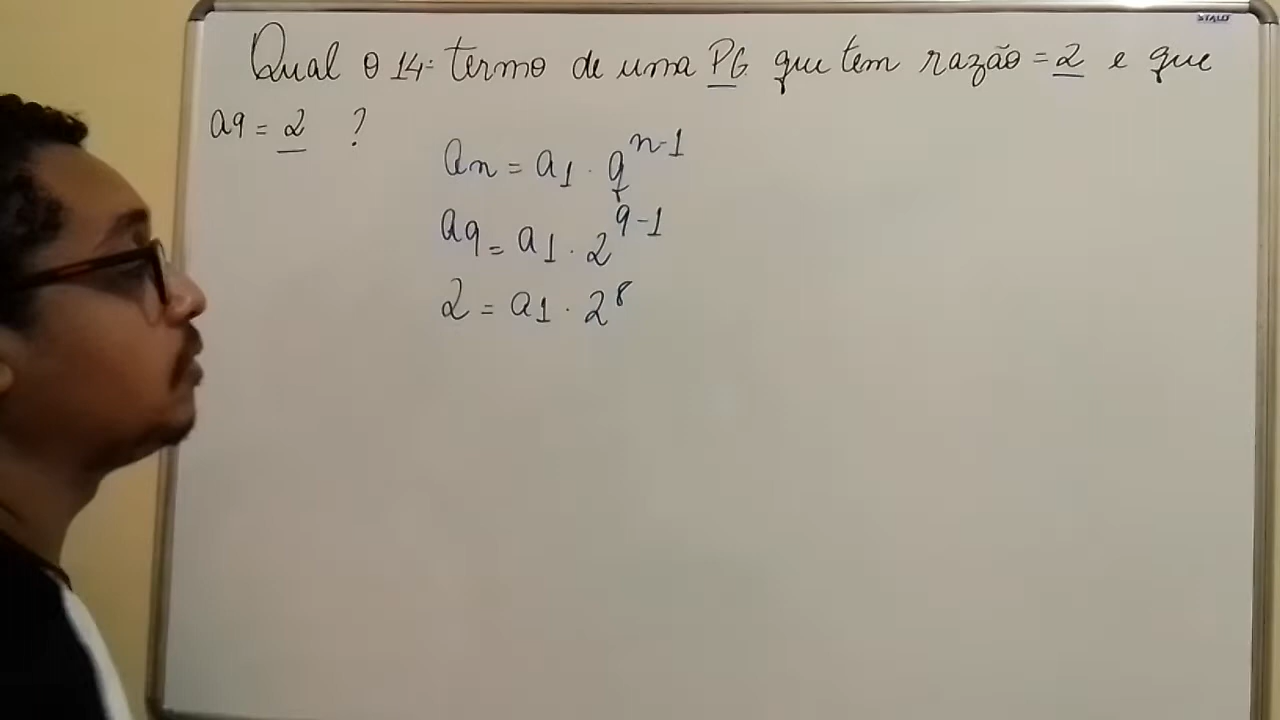 STALO
Qual o 14º termo de uma PG que tem razão = 2 e que
a9 = 2 ?
an = a1 . q^n-1
a9 = a1 . 2^9-1
2 = a1 . 2^8